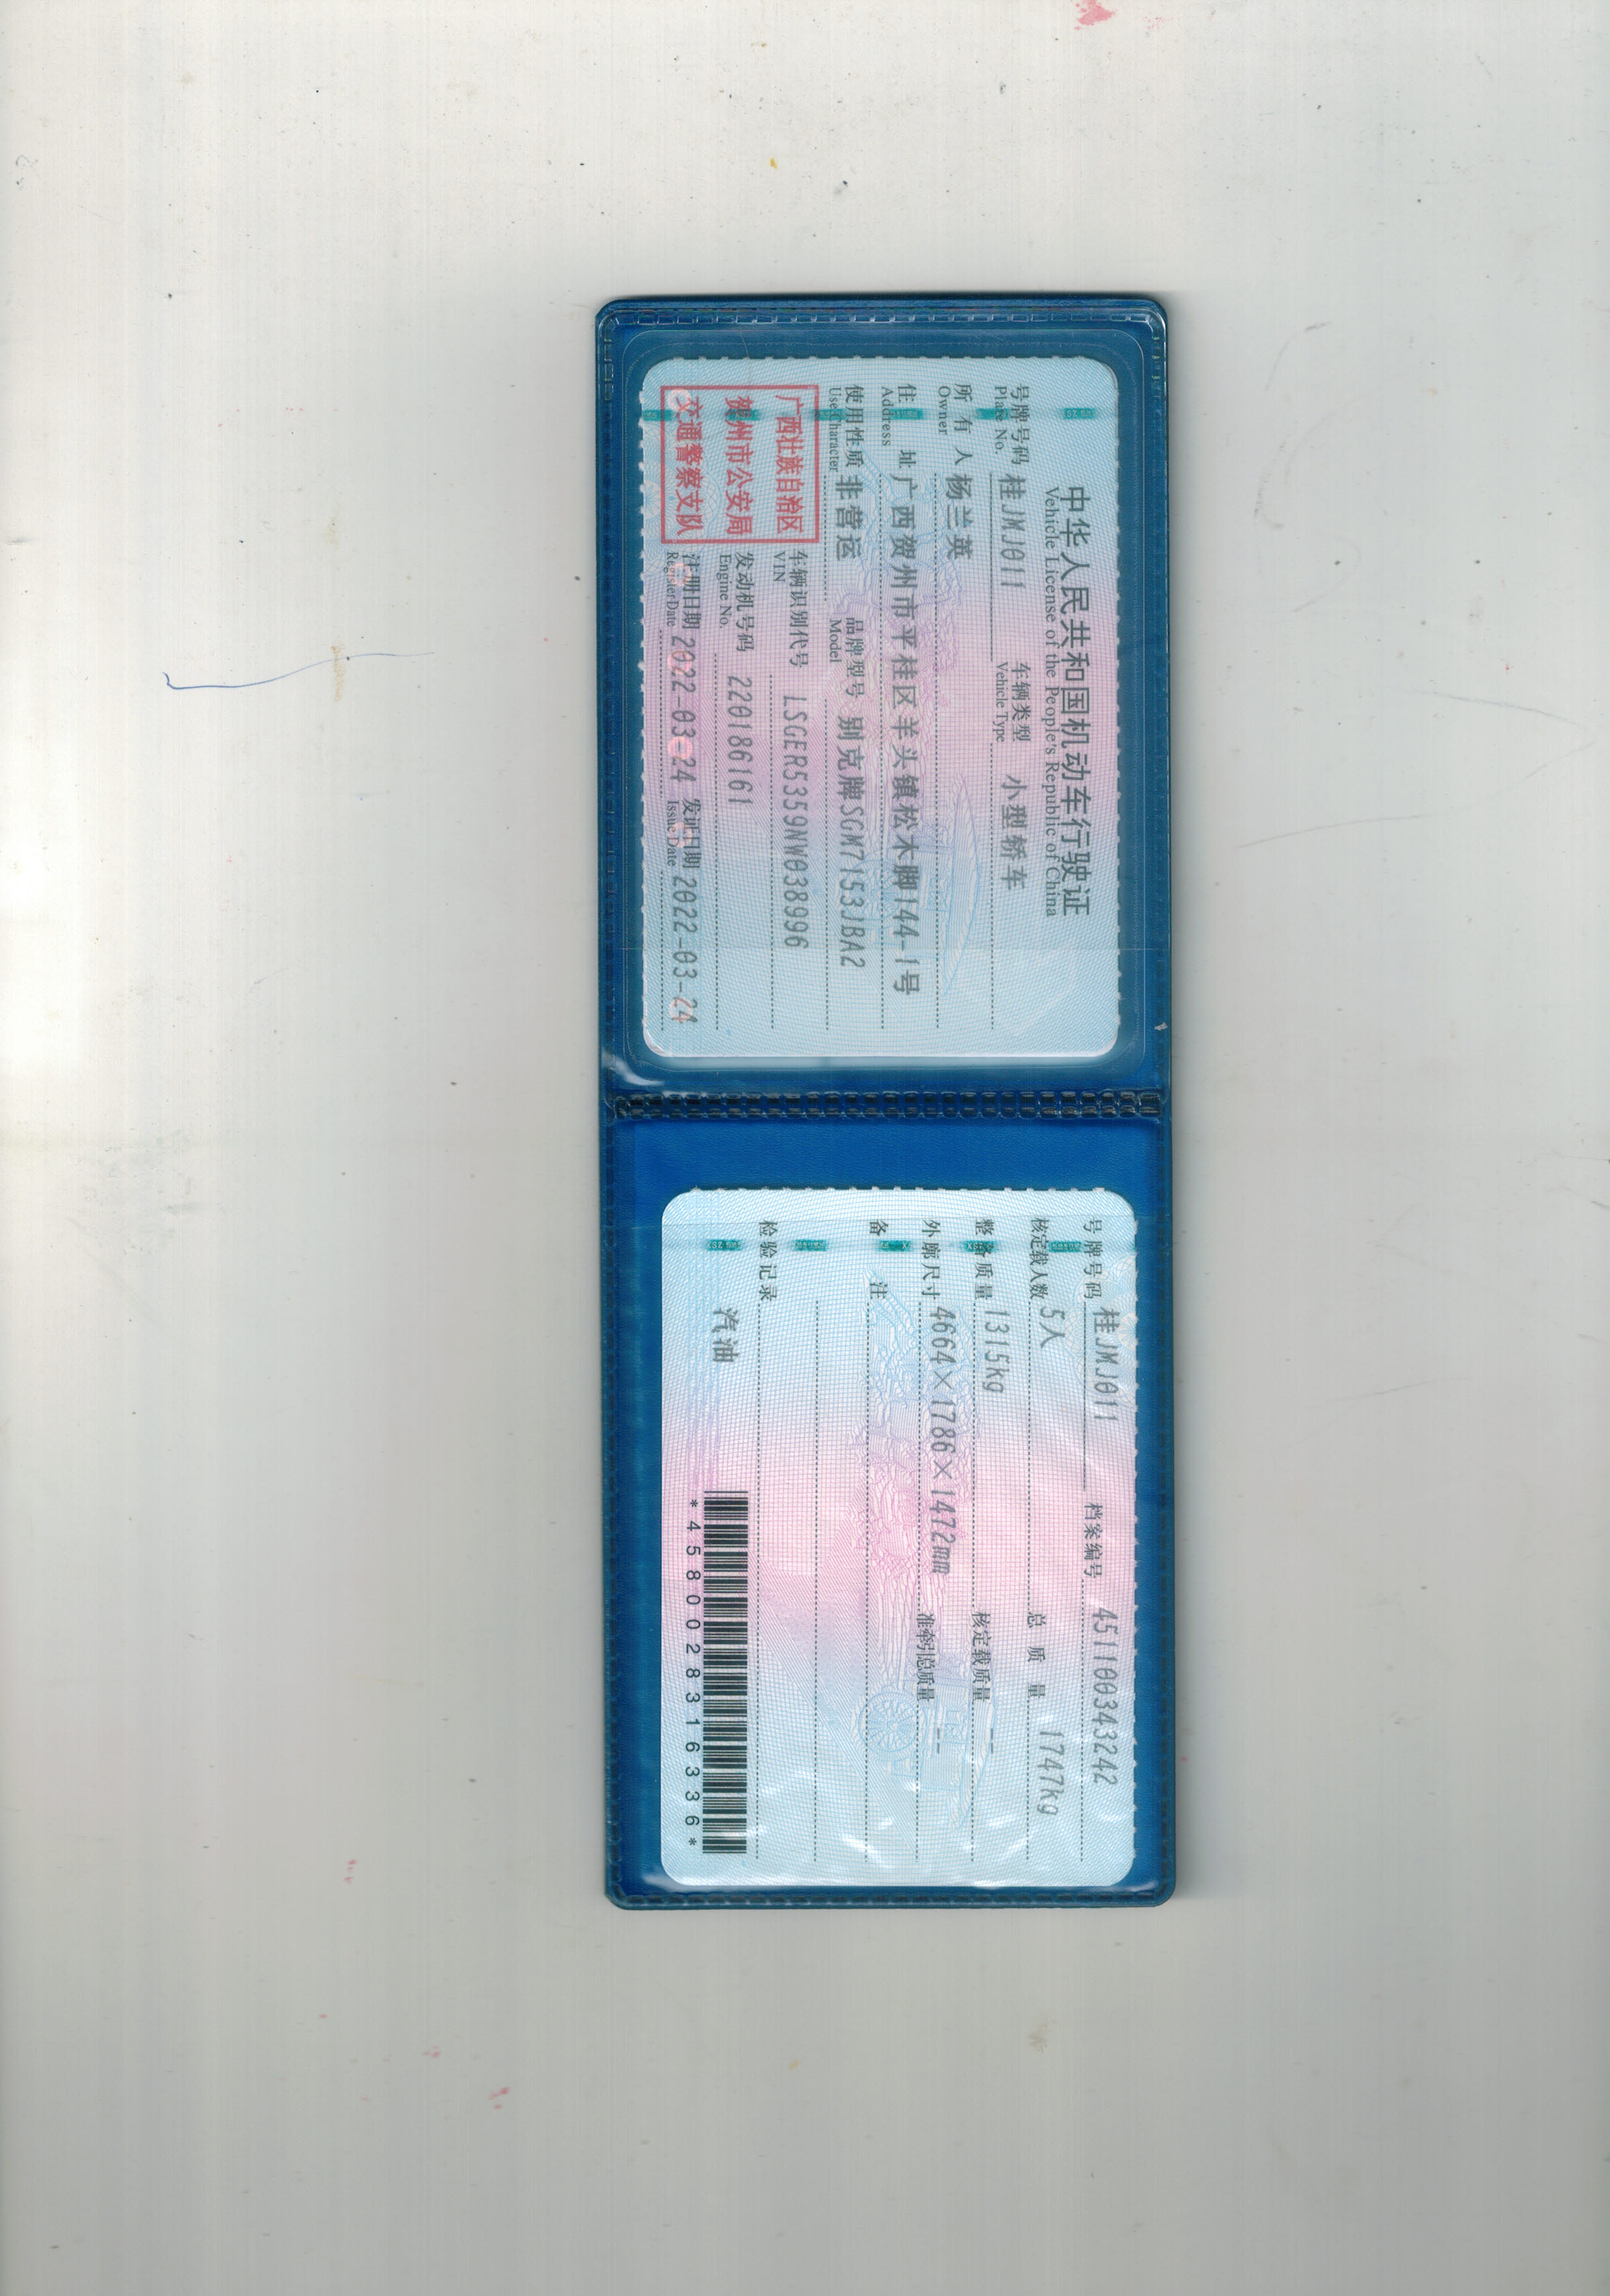 中华人民共和国机动车行驶证
Vehicle License of the People's Republic of China
号牌号码 桂JMJ011 车辆类型 小型轿车
Plate No. Vehicle Type
所有人 杨兰英
Owner
住址 广西贺州市平桂区羊头镇松木脚144-1号
Address
使用性质 非营运 品牌型号 别克牌SGM7153JBA2
Use Character Model
广西壮族自治区
贺州市公安局
交通警察支队
车辆识别代号 LSGER5359NW038996
VIN
发动机号码 220186161
Engine No.
注册日期 2022-03-24 发证日期 2022-03-24
Register Date Issue Date
号牌号码 桂JMJ011 档案编号 451100343242
核定载人数 5人 总质量 1747kg
整备质量 1315kg 核定载质量 --
外廓尺寸 4664×1786×1472mm 准牵引总质量 --
备注
检验记录
汽油
*4580028316336*